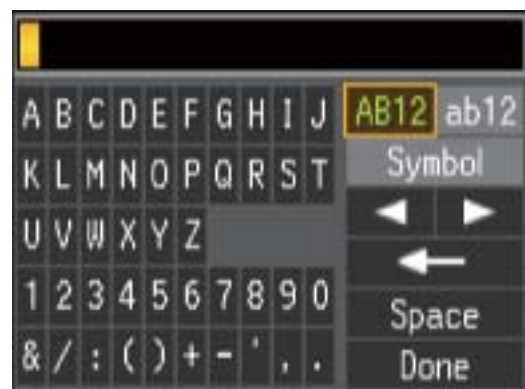 A B C D E F G H I J AB12 ab12
K L M N O P Q R S T Symbol
U V W X Y Z
1 2 3 4 5 6 7 8 9 0 Space
& / : ( ) + - ' , . Done